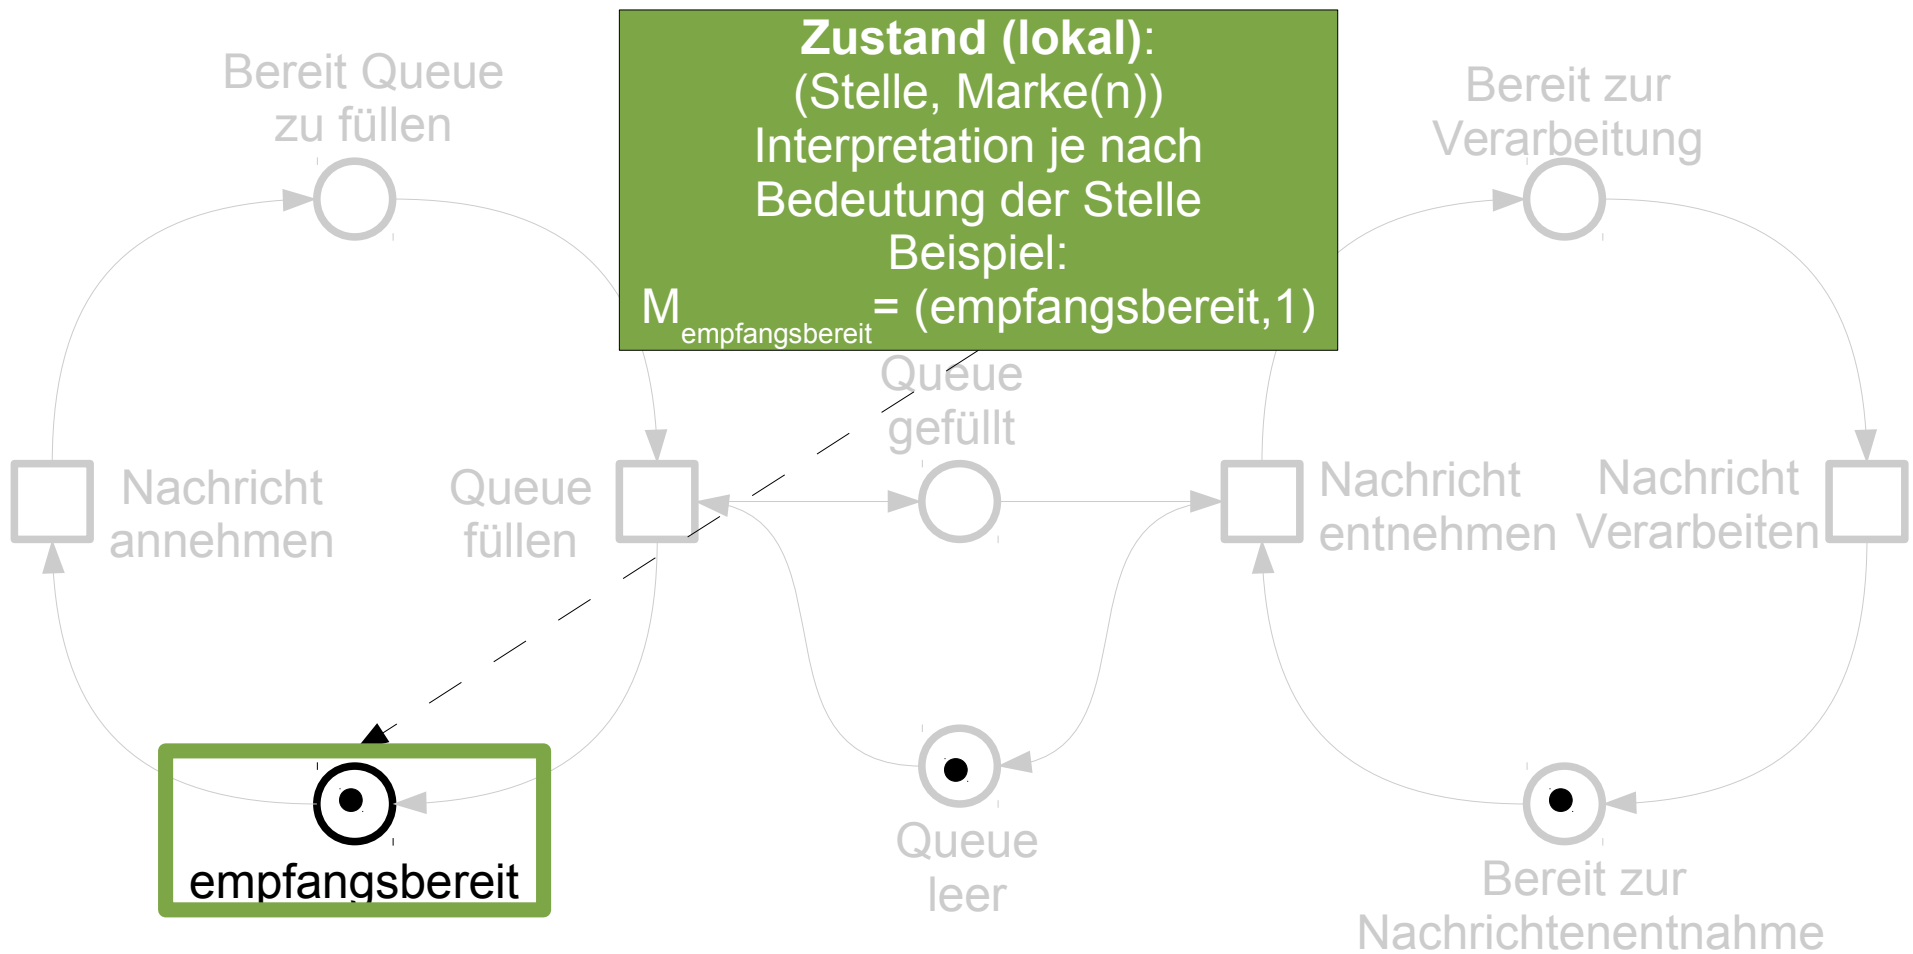 Zustand (lokal):
(Stelle, Marke(n))
Interpretation je nach
Bedeutung der Stelle
Beispiel:
M_empfangsbereit = (empfangsbereit,1)
Bereit Queue
zu füllen
Bereit zur
Verarbeitung
Queue
gefüllt
Nachricht
annehmen
Queue
füllen
Nachricht
entnehmen
Nachricht
Verarbeiten
empfangsbereit
Queue
leer
Bereit zur
Nachrichtenentnahme